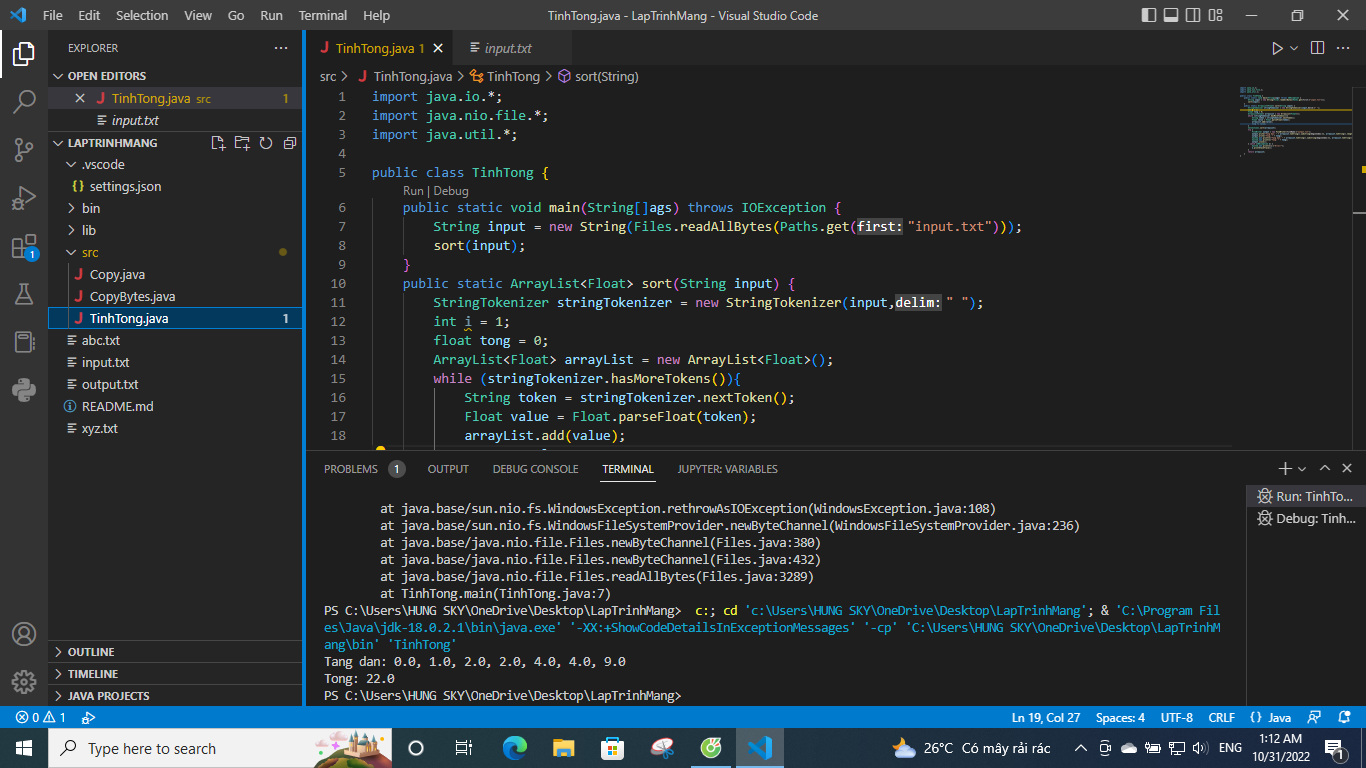 File Edit Selection View Go Run Terminal Help TinhTong.java - LapTrinhMang - Visual Studio Code
EXPLORER
OPEN EDITORS
TinhTong.java src 1
input.txt
LAPTRINHMANG
.vscode
{} settings.json
bin
lib
src
J Copy.java
J CopyBytes.java
J TinhTong.java 1
abc.txt
input.txt
output.txt
README.md
xyz.txt
OUTLINE
TIMELINE
JAVA PROJECTS
1
J TinhTong.java 1 input.txt
src > J TinhTong.java > TinhTong > sort(String)
1 import java.io.*;
2 import java.nio.file.*;
3 import java.util.*;
4
5 public class TinhTong {
Run | Debug
6 public static void main(String[]ags) throws IOException {
7 String input = new String(Files.readAllBytes(Paths.get(first: "input.txt")));
8 sort(input);
9 }
10 public static ArrayList<Float> sort(String input) {
11 StringTokenizer stringTokenizer = new StringTokenizer(input,delim: " ");
12 int i = 1;
13 float tong = 0;
14 ArrayList<Float> arrayList = new ArrayList<Float>();
15 while (stringTokenizer.hasMoreTokens()){
16 String token = stringTokenizer.nextToken();
17 Float value = Float.parseFloat(token);
18 arrayList.add(value);
PROBLEMS 1 OUTPUT DEBUG CONSOLE TERMINAL JUPYTER: VARIABLES
at java.base/sun.nio.fs.WindowsException.rethrowAsIOException(WindowsException.java:108)
at java.base/sun.nio.fs.WindowsFileSystemProvider.newByteChannel(WindowsFileSystemProvider.java:236)
at java.base/java.nio.file.Files.newByteChannel(Files.java:380)
at java.base/java.nio.file.Files.newByteChannel(Files.java:432)
at java.base/java.nio.file.Files.readAllBytes(Files.java:3289)
at TinhTong.main(TinhTong.java:7)
PS C:\Users\HUNG SKY\OneDrive\Desktop\LapTrinhMang> c:; cd 'c:\Users\HUNG SKY\OneDrive\Desktop\LapTrinhMang'; & 'C:\Program Fil
es\Java\jdk-18.0.2.1\bin\java.exe' '-XX:+ShowCodeDetailsInExceptionMessages' '-cp' 'C:\Users\HUNG SKY\OneDrive\Desktop\LapTrinhM
ang\bin' 'TinhTong'
Tang dan: 0.0, 1.0, 2.0, 2.0, 4.0, 4.0, 9.0
Tong: 22.0
PS C:\Users\HUNG SKY\OneDrive\Desktop\LapTrinhMang>
Run: TinhTo...
Debug: Tinh...
0 1 Ln 19, Col 27 Spaces: 4 UTF-8 CRLF {} Java
Type here to search
26°C Có mây rải rác ENG
1:12 AM
10/31/2022
1